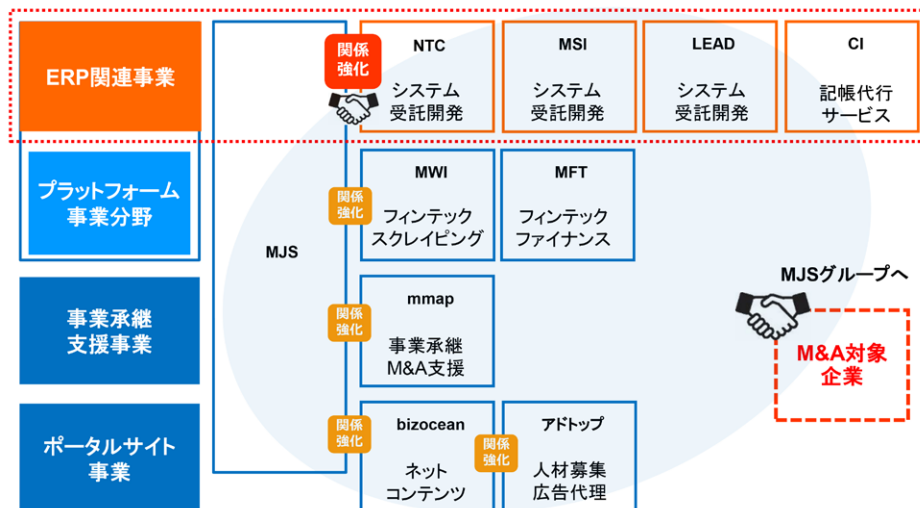 ERP関連事業
関係
強化
NTC
システム
受託開発
MSI
システム
受託開発
LEAD
システム
受託開発
CI
記帳代行
サービス
プラットフォーム
事業分野
MJS
関係
強化
MWI
フィンテック
スクレイピング
MFT
フィンテック
ファイナンス
事業承継
支援事業
関係
強化
mmap
事業承継
M&A支援
MJSグループへ
M&A対象
企業
ポータルサイト
事業
関係
強化
bizocean
ネット
コンテンツ
関係
強化
アドトップ
人材募集
広告代理